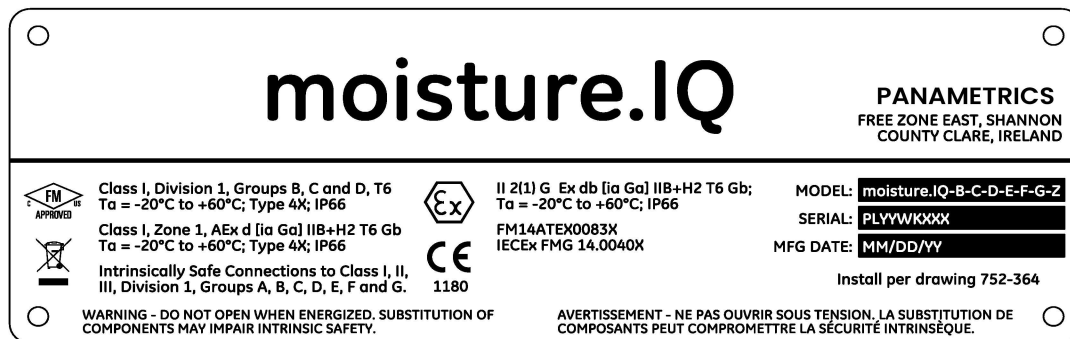 moisture.IQ
PANAMETRICS
FREE ZONE EAST, SHANNON
COUNTY CLARE, IRELAND
C FM US
APPROVED
Class I, Division 1, Groups B, C and D, T6
Ta = -20°C to +60°C; Type 4X; IP66
Class I, Zone 1, AEx d [ia Ga] IIB+H2 T6 Gb
Ta = -20°C to +60°C; Type 4X; IP66
Intrinsically Safe Connections to Class I, II,
III, Division 1, Groups A, B, C, D, E, F and G.
Ex
CE
1180
II 2(1) G Ex db [ia Ga] IIB+H2 T6 Gb;
Ta = -20°C to +60°C; IP66
FM14ATEX0083X
IECEx FMG 14.0040X
MODEL: moisture.IQ-B-C-D-E-F-G-Z
SERIAL: PLYYWKXXX
MFG DATE: MM/DD/YY
Install per drawing 752-364
WARNING - DO NOT OPEN WHEN ENERGIZED. SUBSTITUTION OF
COMPONENTS MAY IMPAIR INTRINSIC SAFETY.
AVERTISSEMENT - NE PAS OUVRIR SOUS TENSION. LA SUBSTITUTION DE
COMPOSANTS PEUT COMPROMETTRE LA SÉCURITÉ INTRINSÈQUE.